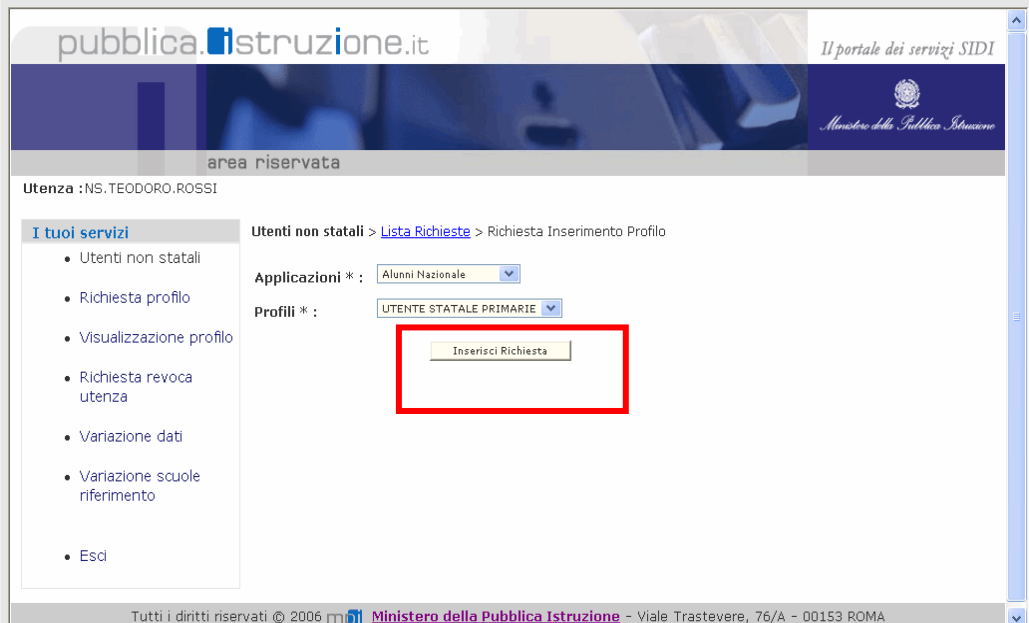 pubblica.istruzione.it
Il portale dei servizi SIDI
Ministero della Pubblica Istruzione
area riservata
Utenza :NS.TEODORO.ROSSI
I tuoi servizi
Utenti non statali
Richiesta profilo
Visualizzazione profilo
Richiesta revoca
utenza
Variazione dati
Variazione scuole
riferimento
Esci
Utenti non statali > Lista Richieste > Richiesta Inserimento Profilo
Applicazioni * : Alunni Nazionale
Profili * : UTENTE STATALE PRIMARIE
Inserisci Richiesta
Tutti i diritti riservati © 2006 mpi Ministero della Pubblica Istruzione - Viale Trastevere, 76/A - 00153 ROMA